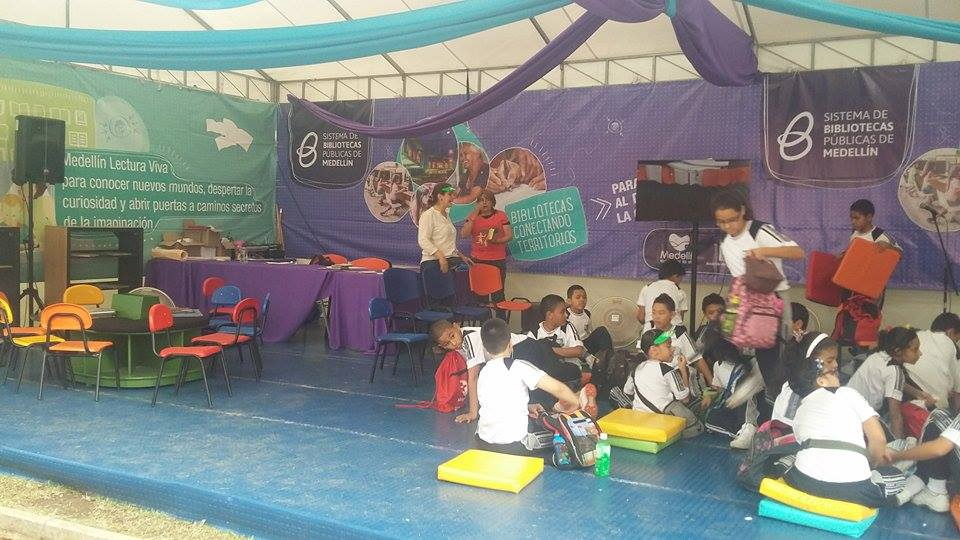 Medellín Lectura Viva
para conocer nuevos mundos, despertar la
curiosidad y abrir puertas a caminos secretos
de la imaginación
SISTEMA DE
BIBLIOTECAS
PÚBLICAS DE
MEDELLÍN
BIBLIOTECAS
CONECTANDO
TERRITORIOS
PARA
AL
LA
Medellín
SISTEMA DE
BIBLIOTECAS
PÚBLICAS DE
MEDELLÍN